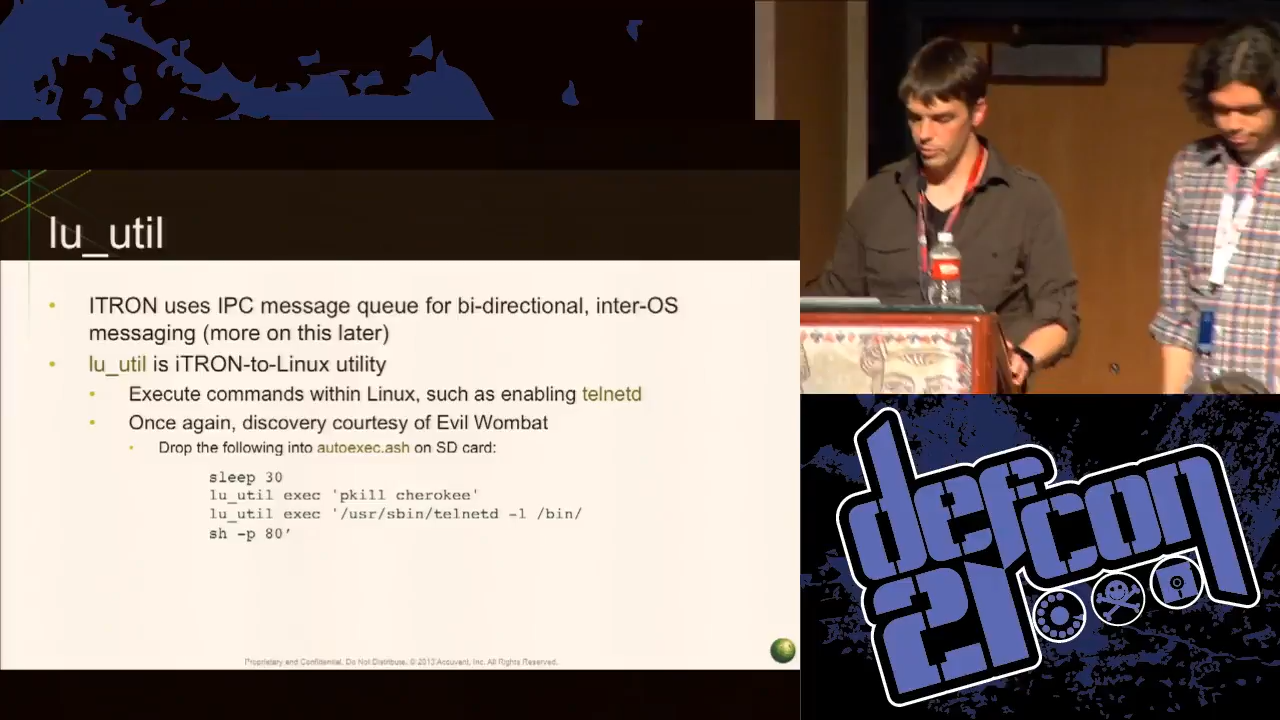 lu_util
• ITRON uses IPC message queue for bi-directional, inter-OS
messaging (more on this later)
• lu_util is iTRON-to-Linux utility
• Execute commands within Linux, such as enabling telnetd
• Once again, discovery courtesy of Evil Wombat
• Drop the following into autoexec.ash on SD card:
sleep 30
lu_util exec 'pkill cherokee'
lu_util exec '/usr/sbin/telnetd -l /bin/
sh -p 80’
Proprietary and Confidential. Do Not Distribute. © 2013 Accuvant, Inc. All Rights Reserved.
defcon
21